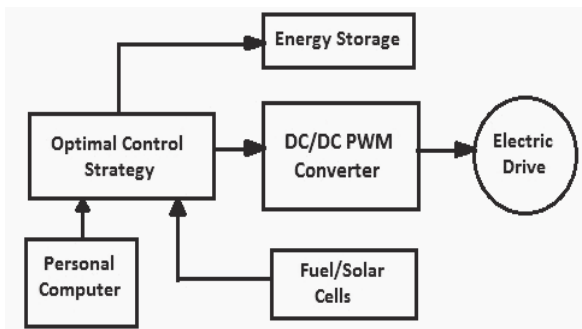 Energy Storage
Optimal Control
Strategy
DC/DC PWM
Converter
Electric
Drive
Personal
Computer
Fuel/Solar
Cells